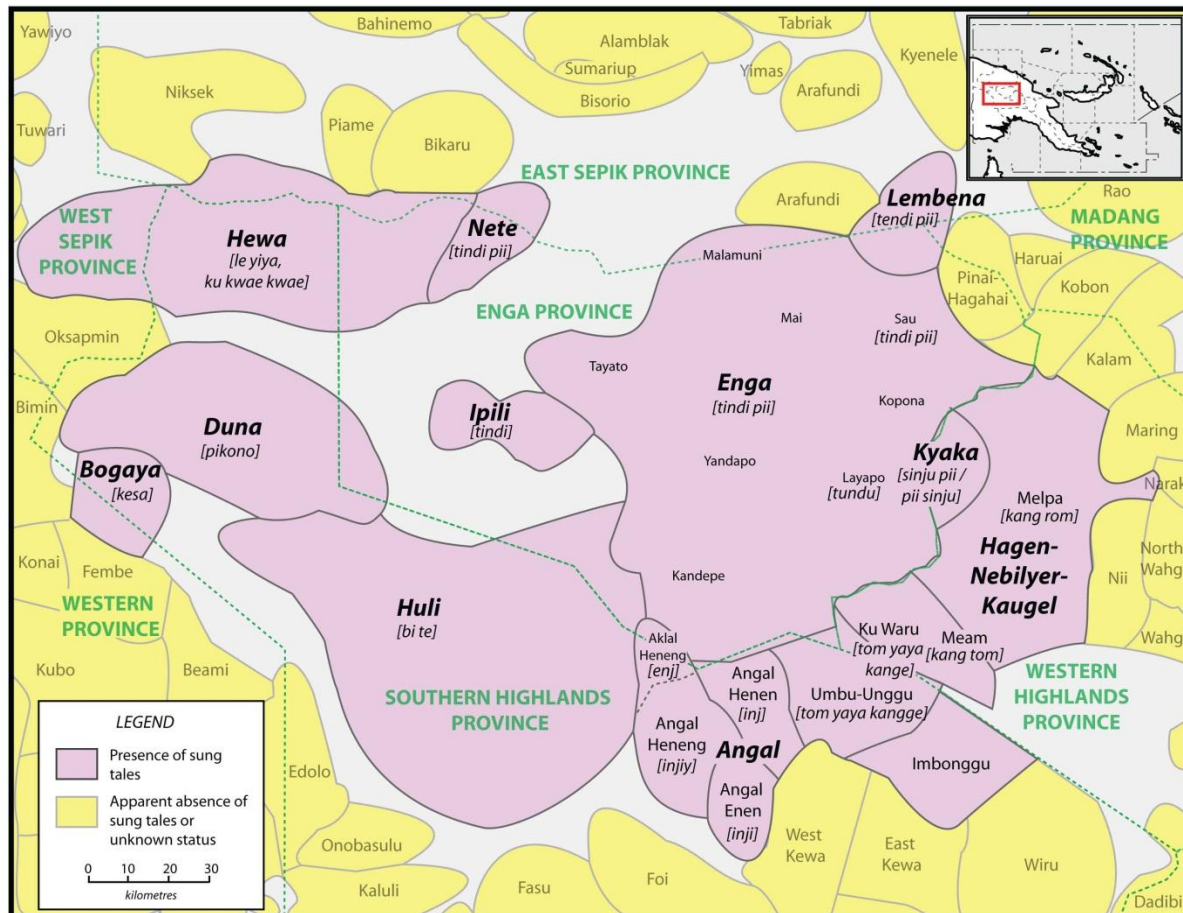 Yawiyo
Bahinemo
Tabriak
Alamblak
Kyenele
Sumariup
Yimas
Niksek
Bisorio
Arafundi
Tuwari
Piame
Bikaru
EAST SEPIK PROVINCE
Arafundi
Lembena
[tendi pii]
Rao
MADANG
PROVINCE
WEST
SEPIK
PROVINCE
Hewa
[le yiya,
ku kwae kwae]
Nete
[tindi pii]
Malamuni
Haruai
Pinai-
Hagahai
Kobon
ENGA PROVINCE
Mai
Sau
[tindi pii]
Oksapmin
Kalam
Tayato
Enga
[tindi pii]
Kopona
Bimin
Ipili
[tindi]
Duna
[pikono]
Maring
Bogaya
[kesa]
Yandapo
Kyaka
[sinju pii /
pii sinju]
Layapo
[tundu]
Narak
Melpa
[kang rom]
Hagen-
Nebilyer-
Kaugel
Konai
Fembe
North
Wahg
Nii
Kandepe
WESTERN
PROVINCE
Huli
[bi te]
Aklal
Heneng
[enj]
Ku Waru
[tom yaya
kange]
Meam
[kang tom]
Wahg
Kubo
Beami
Angal
Henen
[inj]
Umbu-Unggu
[tom yaya kangge]
WESTERN
HIGHLANDS
PROVINCE
SOUTHERN HIGHLANDS
PROVINCE
Angal
Heneng
[injiy]
Angal
Imbonggu
Angal
Enen
[inji]
LEGEND
Presence of sung
tales
Apparent absence of
sung tales or
unknown status
0 10 20 30
kilometres
Edolo
Onobasulu
Kaluli
Fasu
Foi
West
Kewa
East
Kewa
Wiru
Dadibi